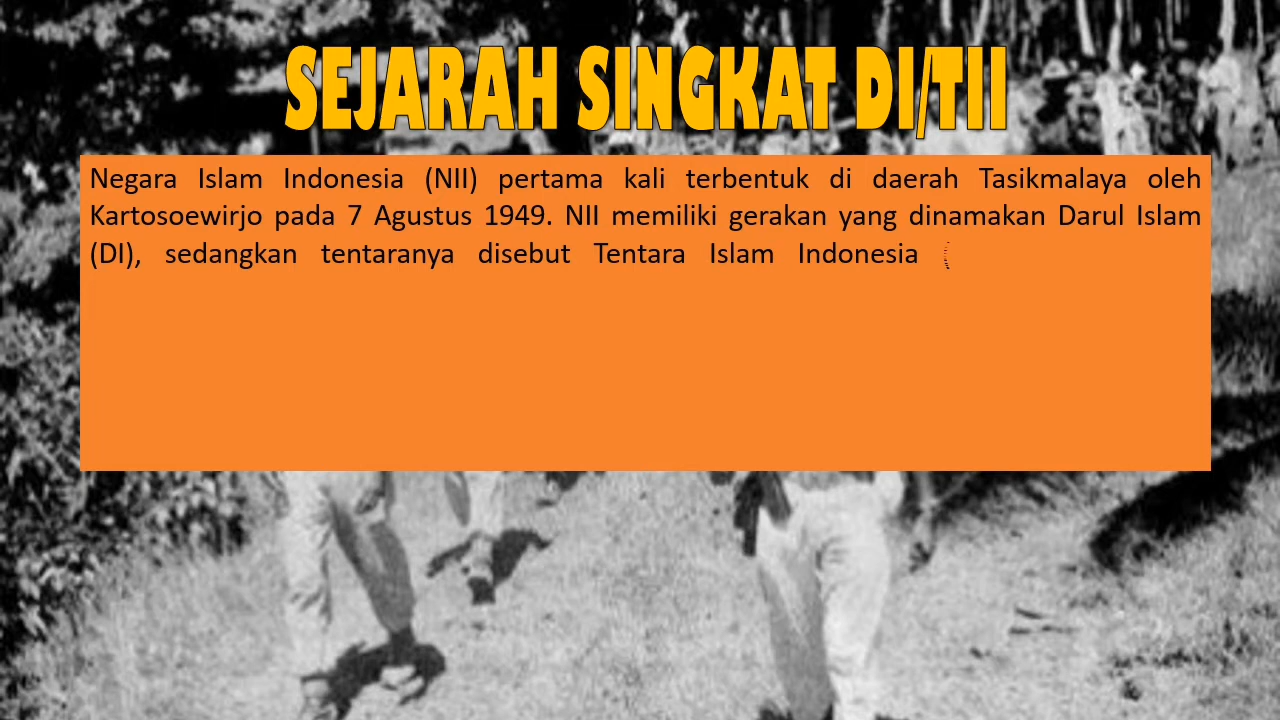 SEJARAH SINGKAT DI/TII
Negara Islam Indonesia (NII) pertama kali terbentuk di daerah Tasikmalaya oleh
Kartosoewirjo pada 7 Agustus 1949. NII memiliki gerakan yang dinamakan Darul Islam
(DI), sedangkan tentaranya disebut Tentara Islam Indonesia (